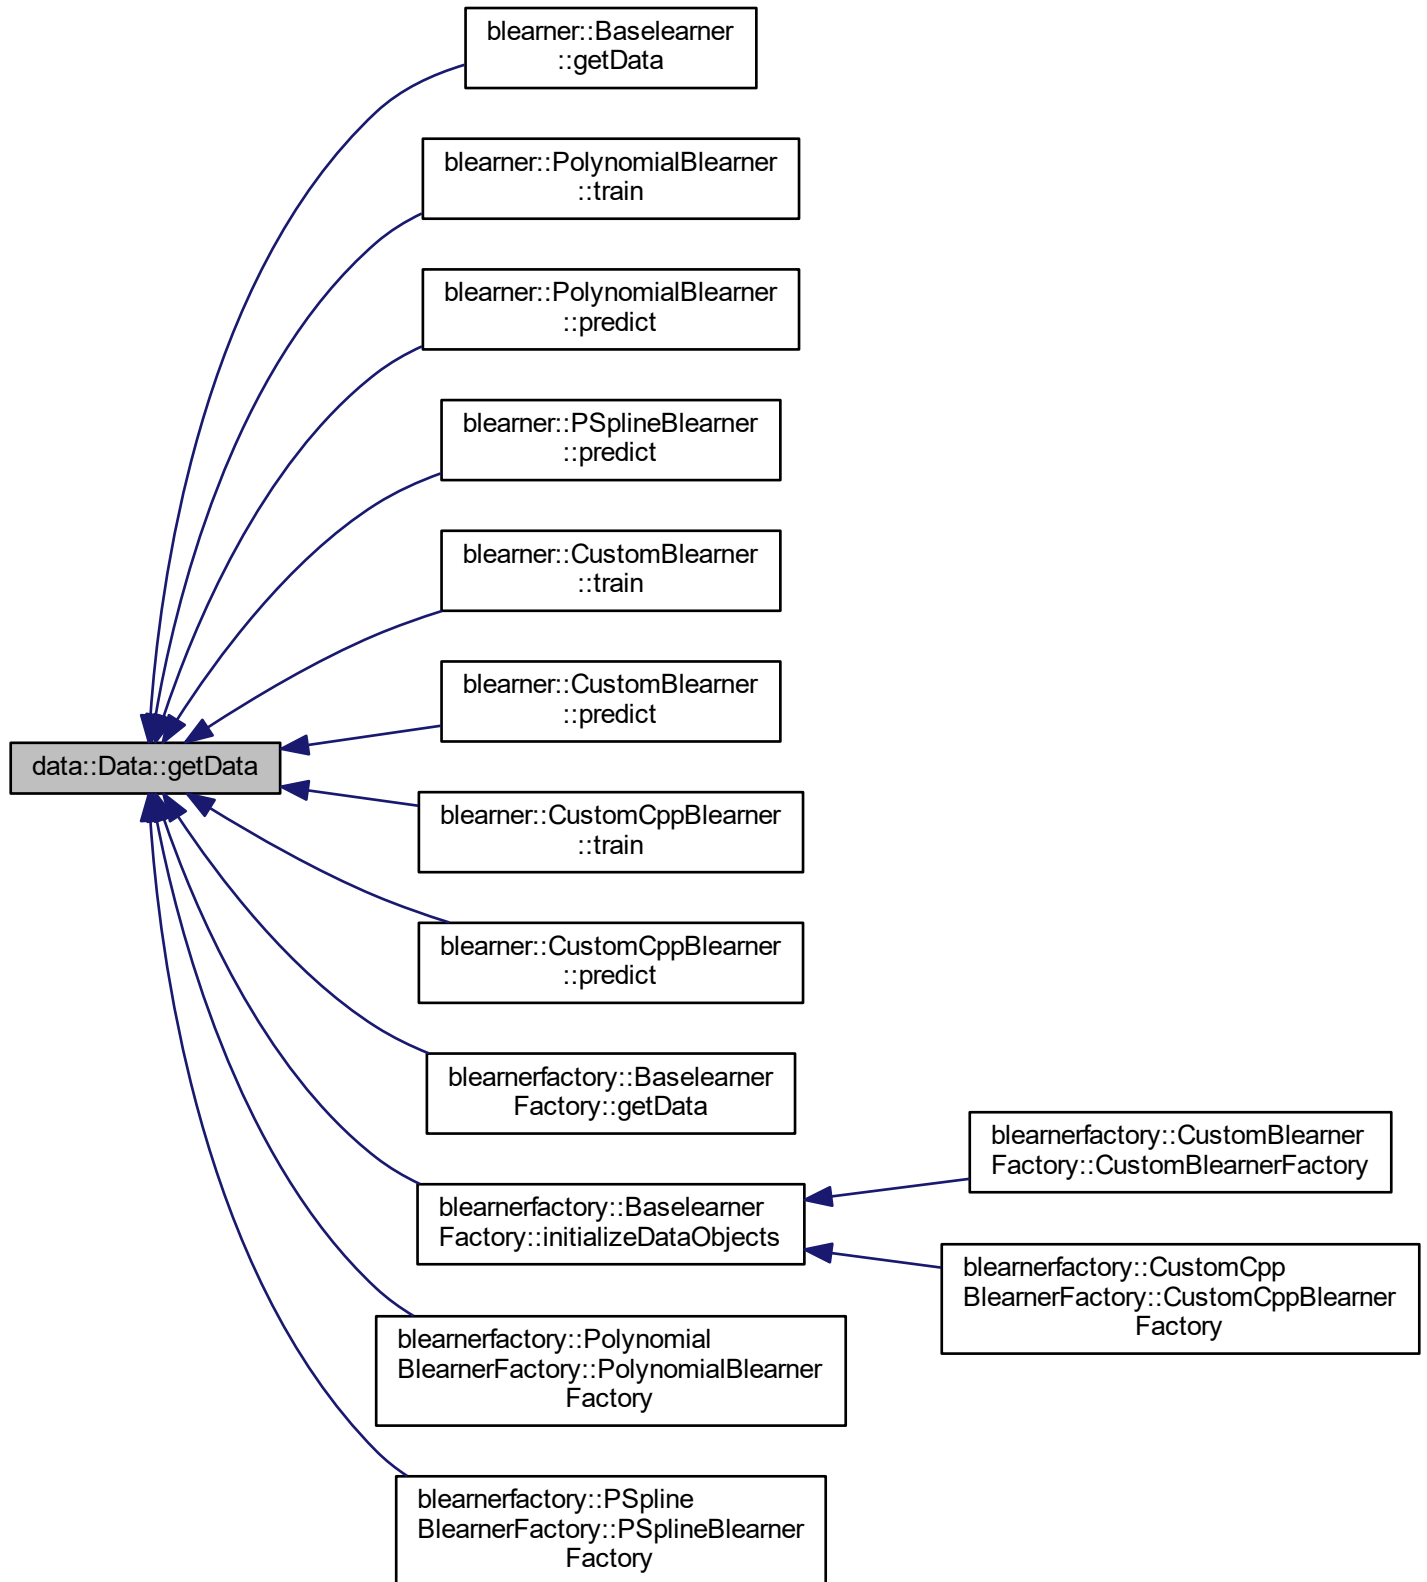 blearner::Baselearner
::getData
blearner::PolynomialBlearner
::train
blearner::PolynomialBlearner
::predict
blearner::PSplineBlearner
::predict
blearner::CustomBlearner
::train
blearner::CustomBlearner
::predict
data::Data::getData
blearner::CustomCppBlearner
::train
blearner::CustomCppBlearner
::predict
blearnerfactory::Baselearner
Factory::getData
blearnerfactory::Baselearner
Factory::initializeDataObjects
blearnerfactory::CustomBlearner
Factory::CustomBlearnerFactory
blearnerfactory::CustomCpp
BlearnerFactory::CustomCppBlearner
Factory
blearnerfactory::Polynomial
BlearnerFactory::PolynomialBlearner
Factory
blearnerfactory::PSpline
BlearnerFactory::PSplineBlearner
Factory